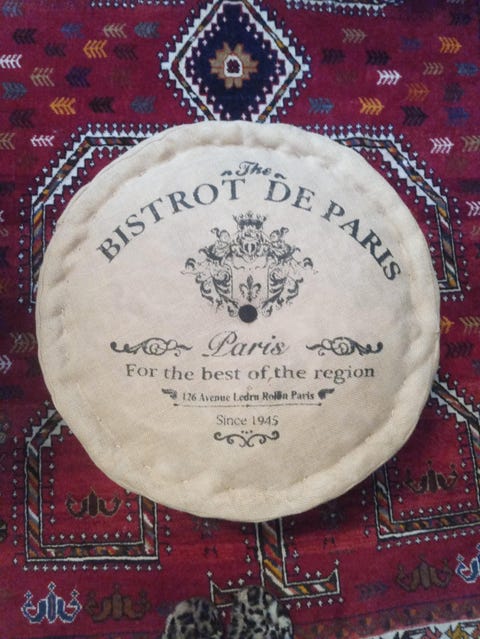 The
BISTROT DE PARIS
Paris
For the best of the region
126 Avenue Ledru Rollin Paris
Since 1945